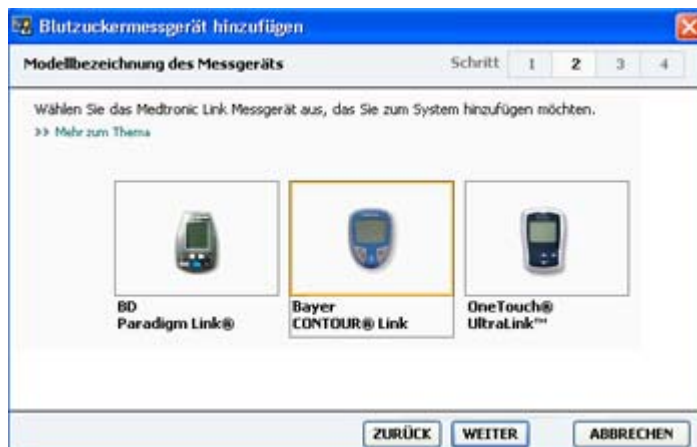 Blutzuckermessgerät hinzufügen
Modellbezeichnung des Messgeräts Schritt 1 2 3 4
Wählen Sie das Medtronic Link Messgerät aus, das Sie zum System hinzufügen möchten.
>> Mehr zum Thema
BD
Paradigm Link®
Bayer
CONTOUR® Link
OneTouch®
UltraLink™
ZURÜCK WEITER ABBRECHEN